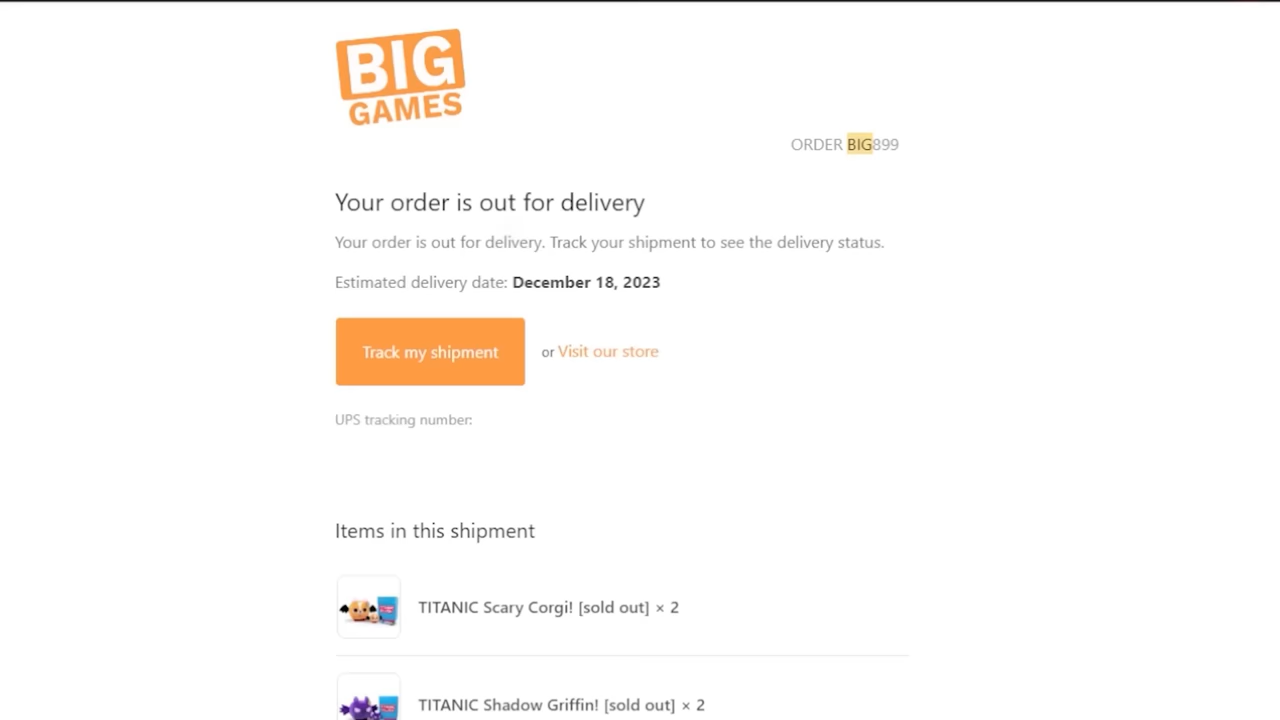 BIG
GAMES
ORDER BIG899
Your order is out for delivery
Your order is out for delivery. Track your shipment to see the delivery status.
Estimated delivery date: December 18, 2023
Track my shipment or Visit our store
UPS tracking number:
Items in this shipment
TITANIC Scary Corgi! [sold out] × 2
TITANIC Shadow Griffin! [sold out] × 2